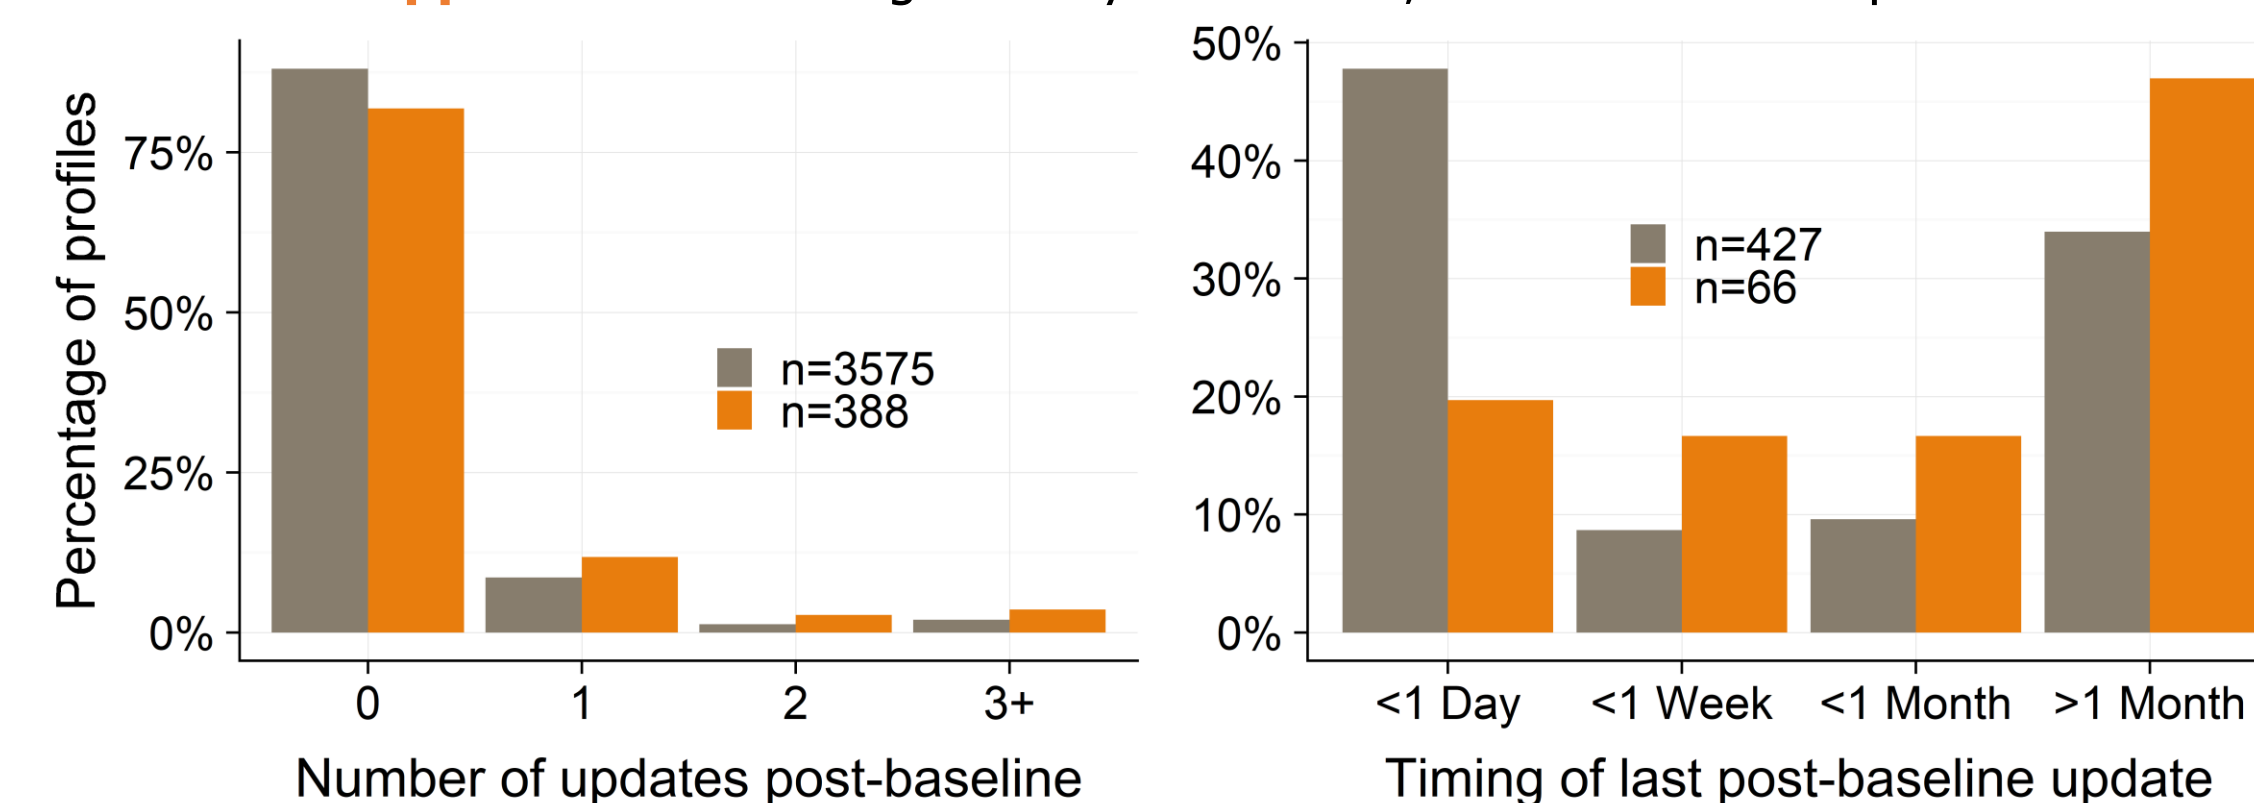 Percentage of profiles
75%
50%
25%
0%
n=3575
n=388
0 1 2 3+
Number of updates post-baseline
50%
40%
30%
20%
10%
0%
n=427
n=66
<1 Day <1 Week <1 Month >1 Month
Timing of last post-baseline update